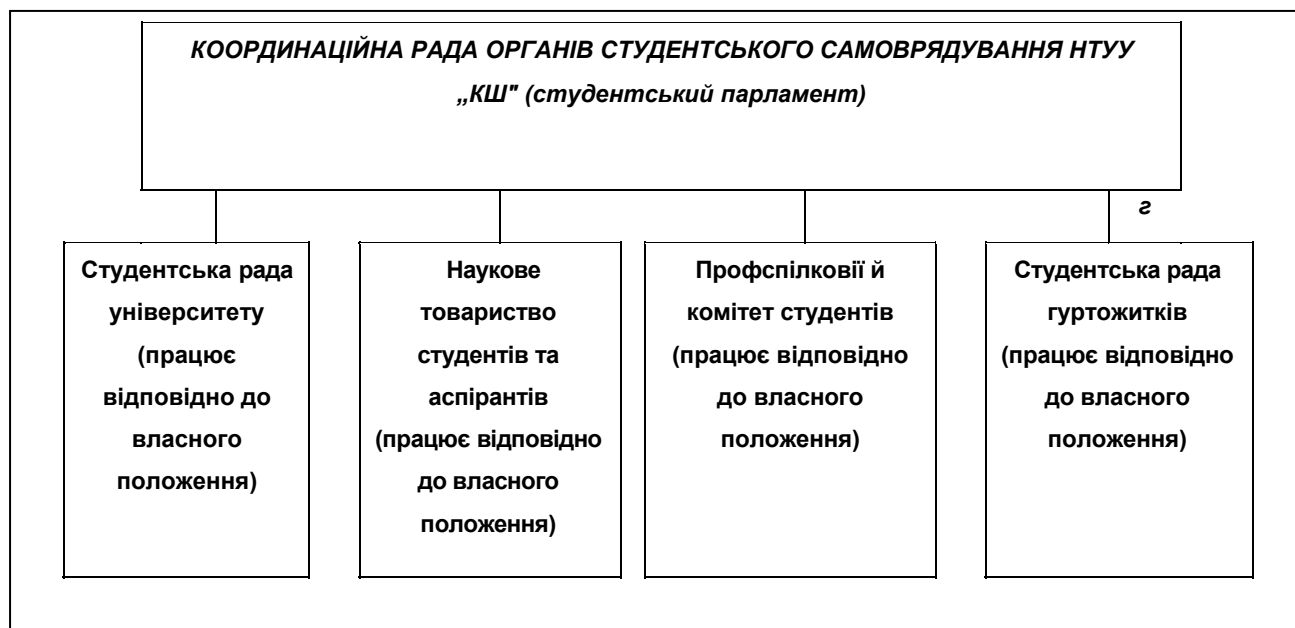 КООРДИНАЦІЙНА РАДА ОРГАНІВ СТУДЕНТСЬКОГО САМОВРЯДУВАННЯ НТУУ
„КШ" (студентський парламент)
г
Студентська рада
університету
(працює
відповідно до
власного
положення)
Наукове
товариство
студентів та
аспірантів
(працює відповідно
до власного
положення)
Профспілковії й
комітет студентів
(працює відповідно
до власного
положення)
Студентська рада
гуртожитків
(працює відповідно
до власного
положення)